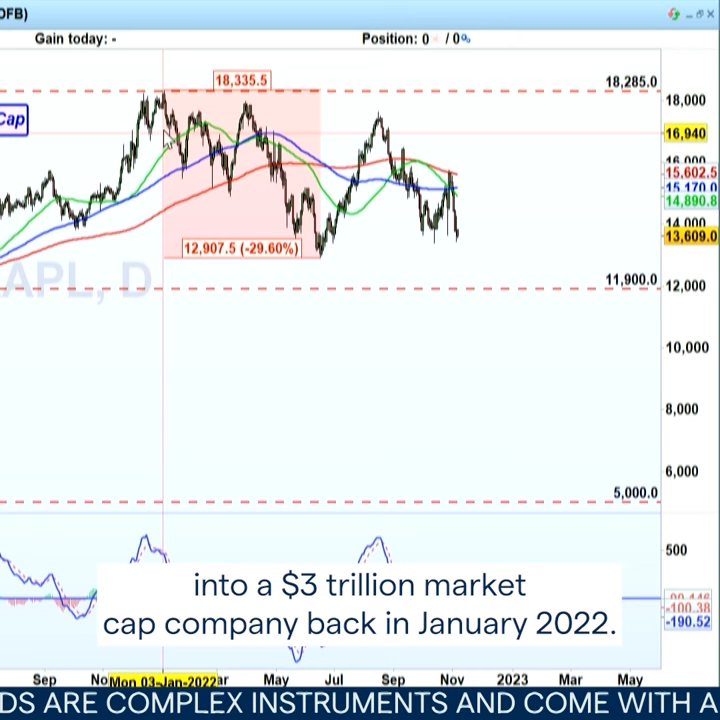 DFB)
Gain today: -
Position: 0 / 0%
18,335.5
18,285.0
18,000
Cap
16,940
16,000
15,602.5
15,170.0
14,890.8
14,000
13,609.0
12,907.5 (-29.60%)
APL, D
11,900.0
12,000
10,000
8,000
6,000
5,000.0
500
-100.38
-190.52
into a $3 trillion market
cap company back in January 2022.
Sep No Mon 03-Jan-2022 ar May Jul Sep Nov 2023 Mar May
DS ARE COMPLEX INSTRUMENTS AND COME WITH A